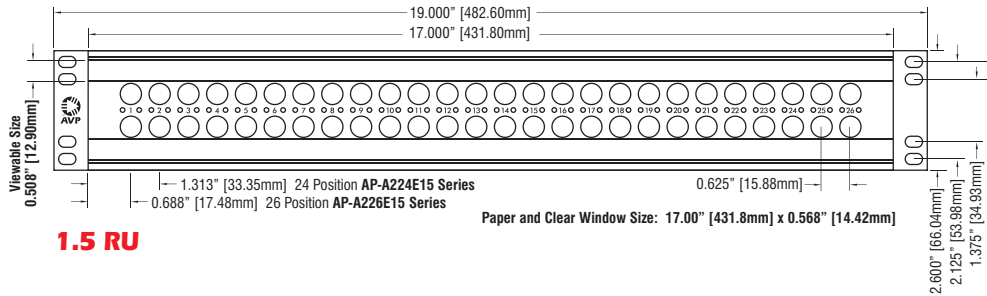 19.000” [482.60mm]
17.000” [431.80mm]
Viewable Size
0.508” [12.90mm]
AVP
1 2 3 4 5 6 7 8 9 10 11 12 13 14 15 16 17 18 19 20 21 22 23 24 25 26
1.313” [33.35mm] 24 Position AP-A224E15 Series
0.625” [15.88mm]
0.688” [17.48mm] 26 Position AP-A226E15 Series
Paper and Clear Window Size: 17.00” [431.8mm] x 0.568” [14.42mm]
1.5 RU
2.600” [66.04mm]
2.125” [53.98mm]
1.375” [34.93mm]